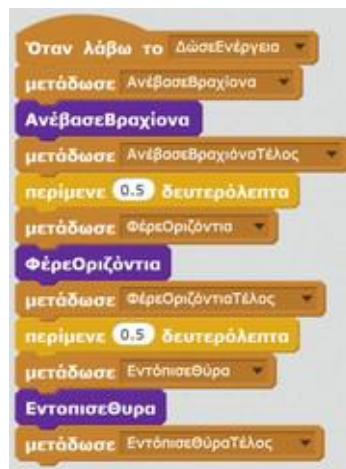 Όταν λάβω το ΔώσεΕνέργεια
μετάδωσε ΑνέβασεΒραχίονα
ΑνέβασεΒραχίονα
μετάδωσε ΑνέβασεΒραχιόναΤέλος
περίμενε 0.5 δευτερόλεπτα
μετάδωσε ΦέρεΟριζόντια
ΦέρεΟριζόντια
μετάδωσε ΦέρεΟριζόντιαΤέλος
περίμενε 0.5 δευτερόλεπτα
μετάδωσε ΕντόπισεΘύρα
ΕντοπισεΘυρα
μετάδωσε ΕντόπισεΘύραΤέλος